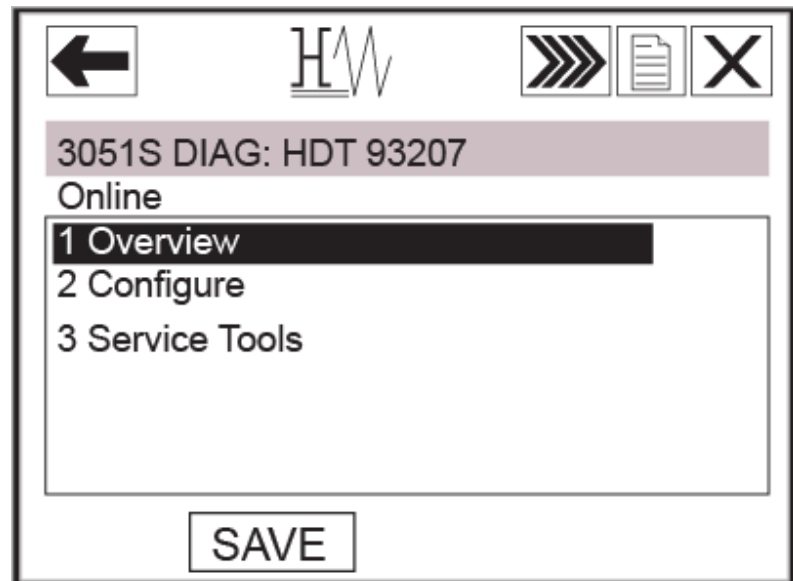 3051S DIAG: HDT 93207
Online
1 Overview
2 Configure
3 Service Tools
SAVE